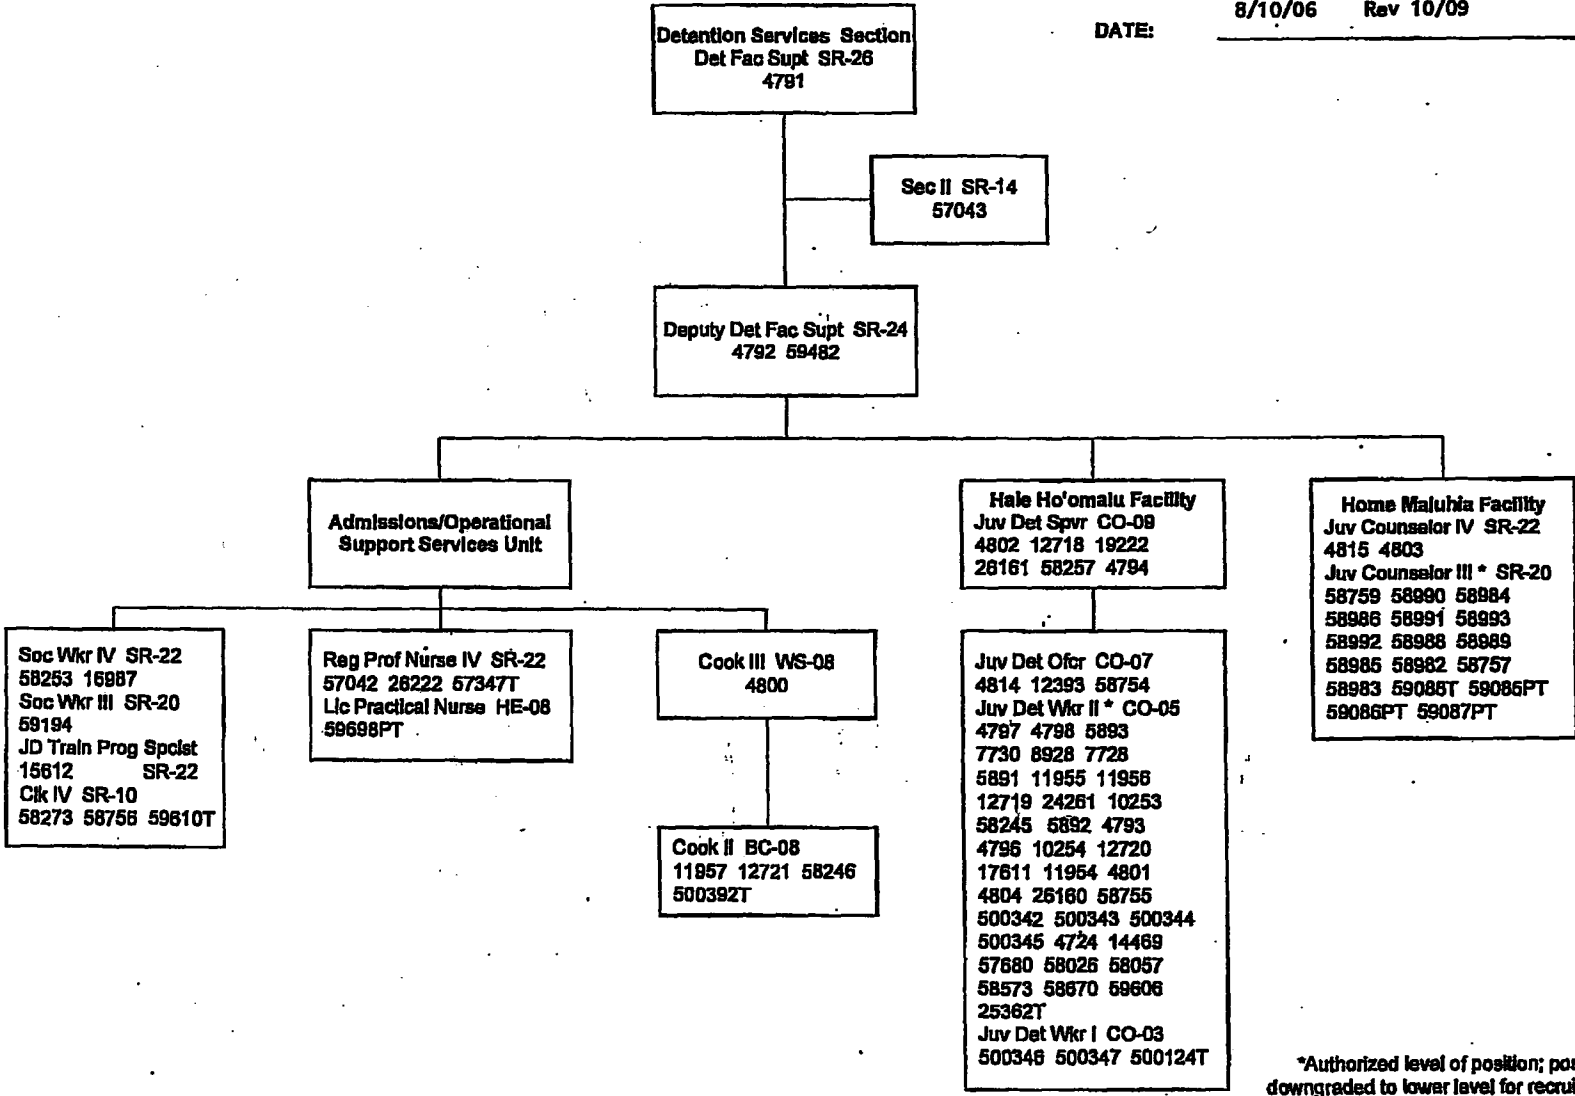 8/10/06 Rev 10/09
DATE:
Detention Services Section
Det Fac Supt SR-26
4791
Sec II SR-14
57043
Deputy Det Fac Supt SR-24
4792 59482
Admissions/Operational
Support Services Unit
Soc Wkr IV SR-22
58253 16987
Soc Wkr III SR-20
59194
JD Train Prog Spclst
15612 SR-22
Clk IV SR-10
58273 58756 59610T
Reg Prof Nurse IV SR-22
57042 26222 57347T
Lic Practical Nurse HE-08
59698PT
Cook III WS-08
4800
Cook II BC-08
11957 12721 58246
500392T
Hale Ho'omalu Facility
Juv Det Spvr CO-09
4802 12718 19222
26161 58257 4794
Juv Det Ofcr CO-07
4814 12393 58754
Juv Det Wkr II * CO-05
4797 4798 5893
7730 8928 7728
5891 11955 11956
12719 24261 10253
58245 5892 4793
4796 10254 12720
17611 11954 4801
4804 26160 58755
500342 500343 500344
500345 4724 14469
57680 58026 58057
58573 58670 59606
25362T
Juv Det Wkr I CO-03
500346 500347 500124T
Home Maluhia Facility
Juv Counselor IV SR-22
4815 4803
Juv Counselor III * SR-20
58759 58990 58984
58986 58991 58993
58992 58988 58989
58985 58982 58757
58983 59088T 59085PT
59086PT 59087PT
*Authorized level of position; pos
downgraded to lower level for recrui